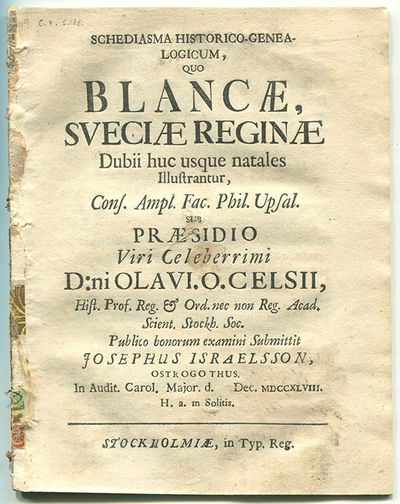 SCHEDIASMA HISTORICO-GENEA-
LOGICUM,
QUO
BLANCÆ,
SVECIÆ REGINÆ
Dubii huc usque natales
Illustrantur,
Cons. Ampl. Fac. Phil. Upsal.
SUB
PRÆSIDIO
Viri Celeberrimi
D:ni OLAVI.O.CELSII,
Hist. Prof. Reg. & Ord. nec non Reg. Acad.
Scient. Stockh. Soc.
Publico bonorum examini Submittit
JOSEPHUS ISRAELSSON,
OSTROGOTHUS.
In Audit. Carol. Major. d. Dec. MDCCXLVIII.
H. a. m Solitis.
STOCKHOLMIÆ, in Typ. Reg.